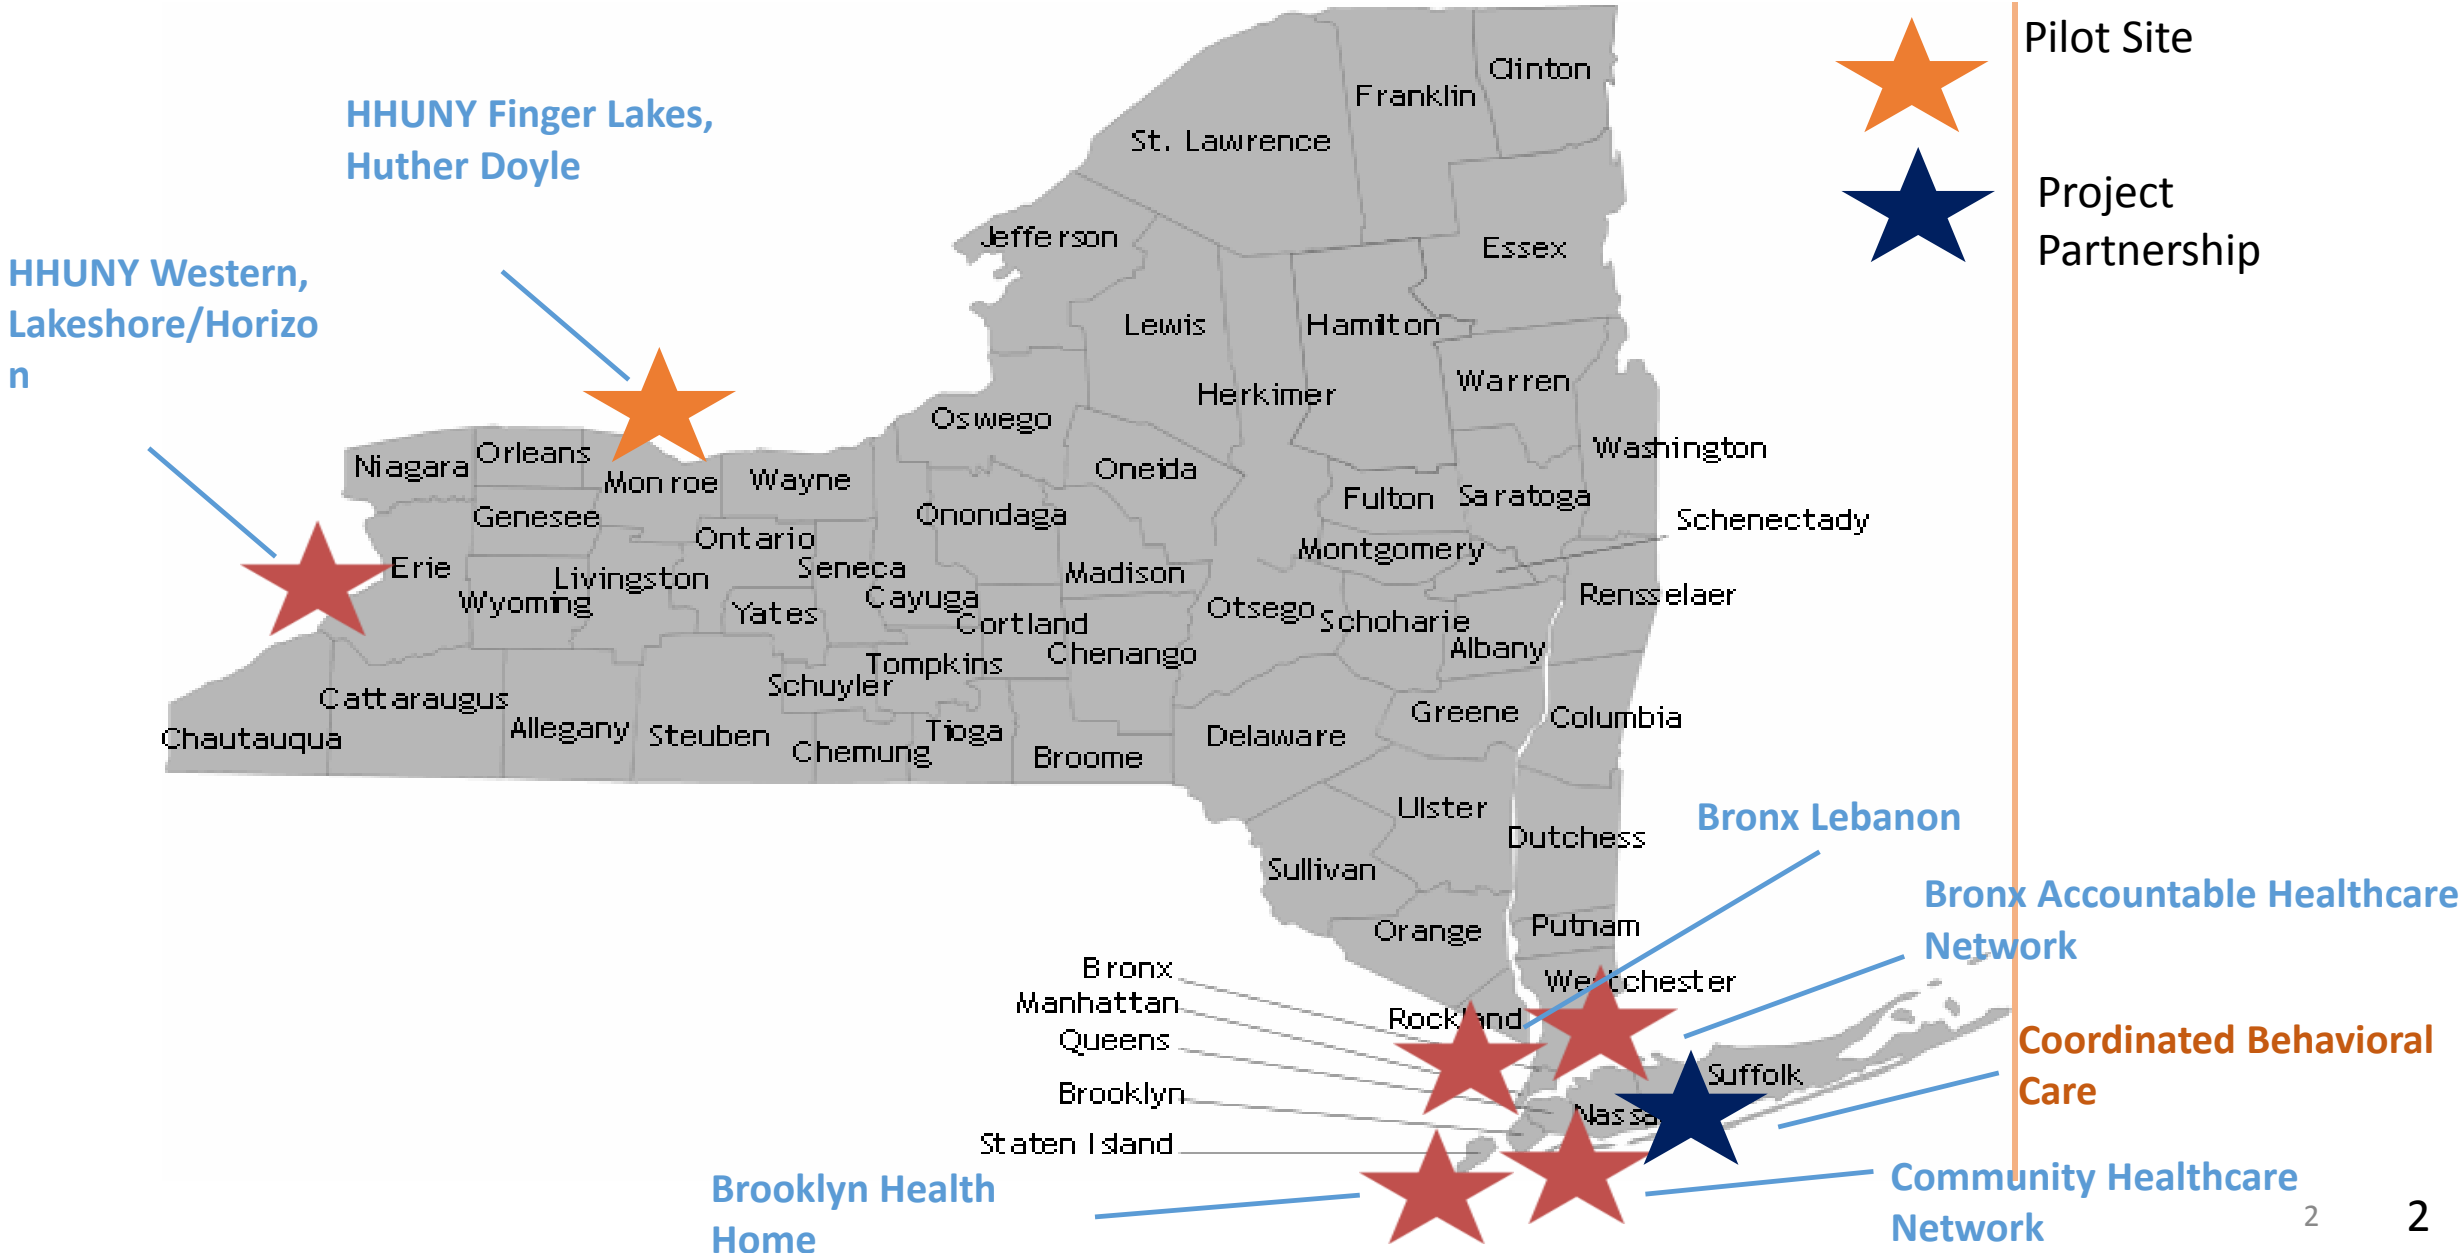 Pilot Site
Project
Partnership
HHUNY Finger Lakes,
Huther Doyle
HHUNY Western,
Lakeshore/Horizo
n
Clinton
Franklin
St. Lawrence
Jefferson
Essex
Lewis
Hamilton
Herkimer
Warren
Oswego
Washington
Niagara
Orleans
Monroe
Wayne
Oneida
Fulton
Saratoga
Genesee
Onondaga
Schenectady
Ontario
Montgomery
Erie
Livingston
Seneca
Madison
Wyoming
Yates
Cayuga
Otsego
Schoharie
Rensselaer
Cortland
Albany
Chenango
Tompkins
Schuyler
Cattaraugus
Chautauqua
Allegany
Steuben
Chemung
Tioga
Broome
Delaware
Greene
Columbia
Ulster
Dutchess
Sullivan
Orange
Putnam
Westchester
Rockland
Bronx
Manhattan
Queens
Brooklyn
Staten Island
Suffolk
Nassa
Bronx Lebanon
Bronx Accountable Healthcare
Network
Coordinated Behavioral
Care
Community Healthcare
Network
Brooklyn Health
Home
2
2